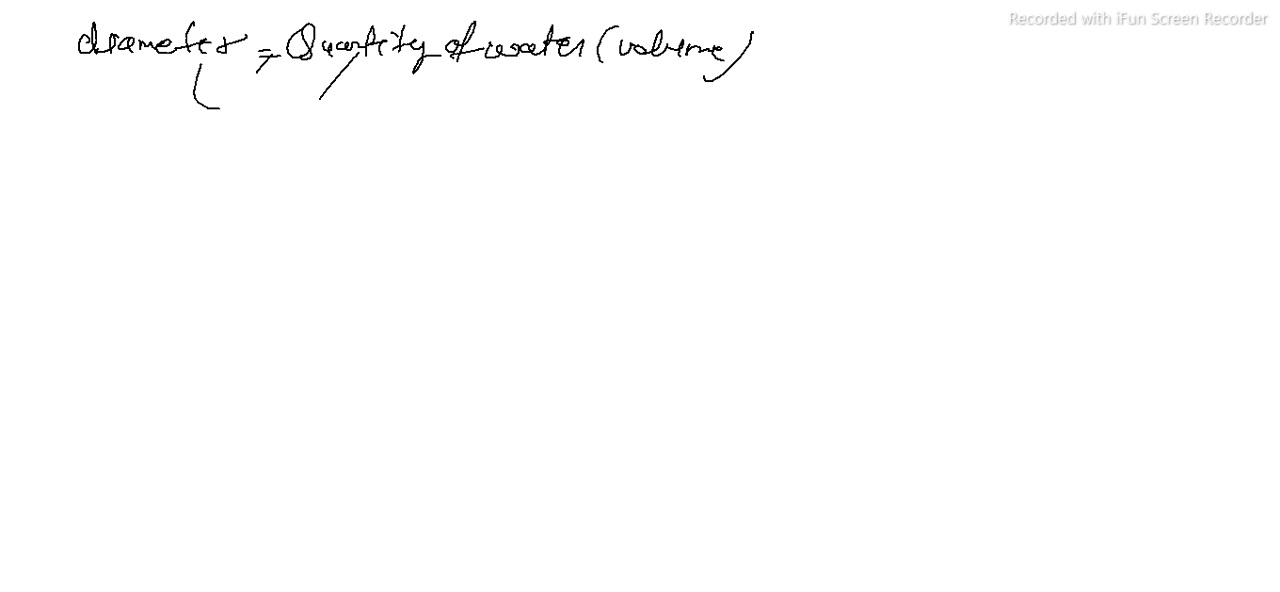 Recorded with iFun Screen Recorder
diameter = Quantity of water (volume)